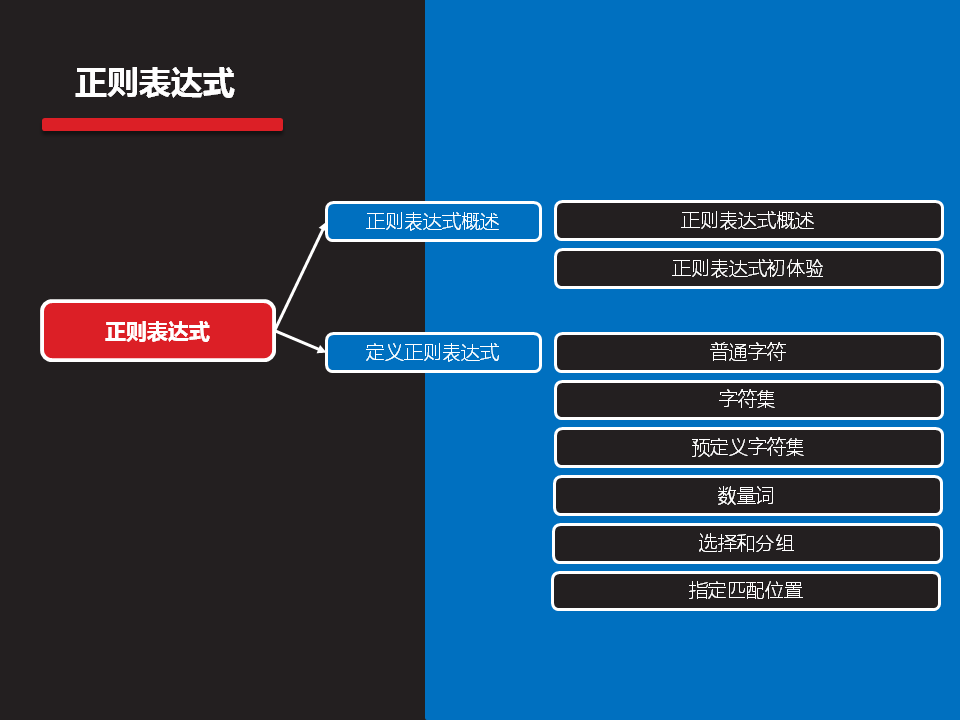 正则表达式
正则表达式概述
正则表达式概述
正则表达式初体验
正则表达式
定义正则表达式
普通字符
字符集
预定义字符集
数量词
选择和分组
指定匹配位置